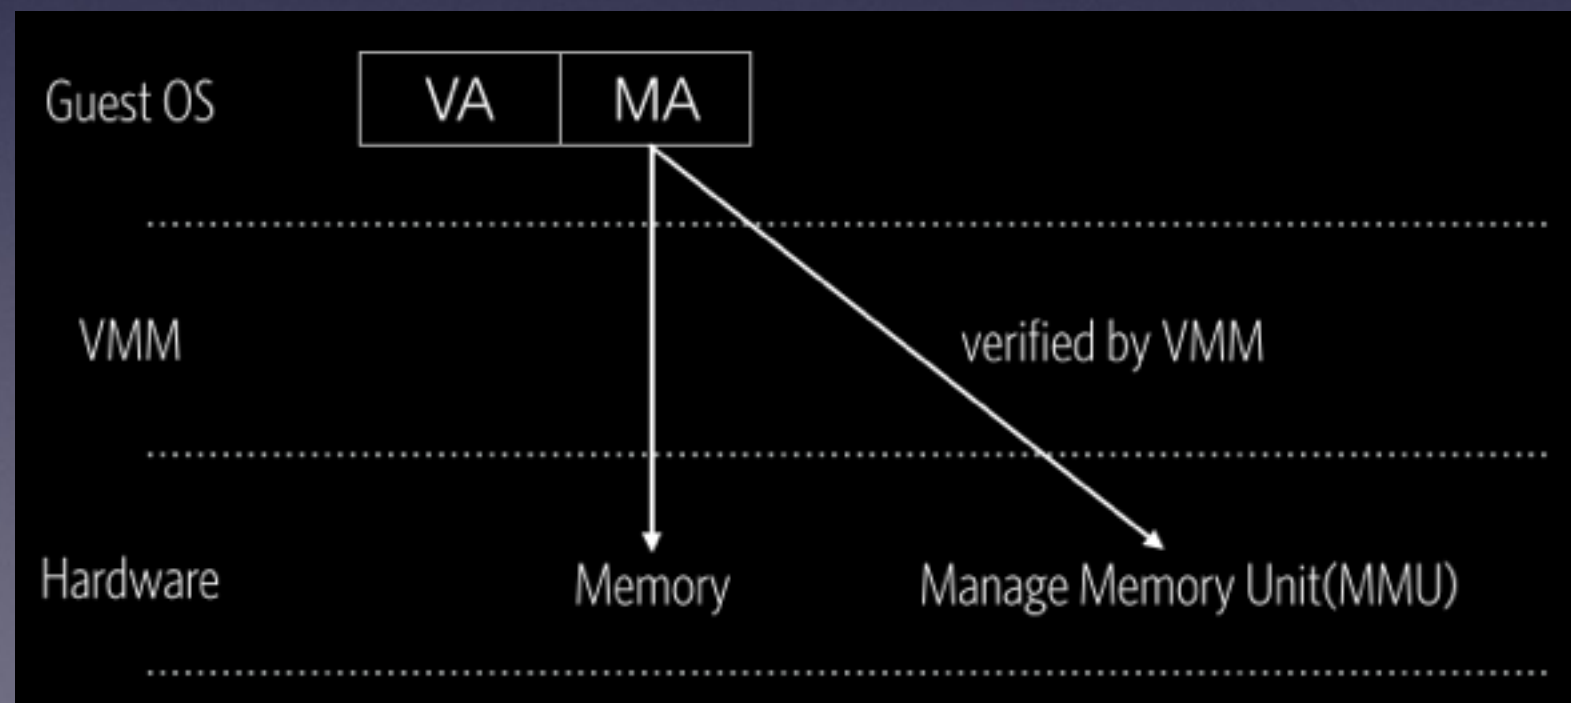 Guest OS
VA
MA
VMM
verified by VMM
Hardware
Memory
Manage Memory Unit(MMU)